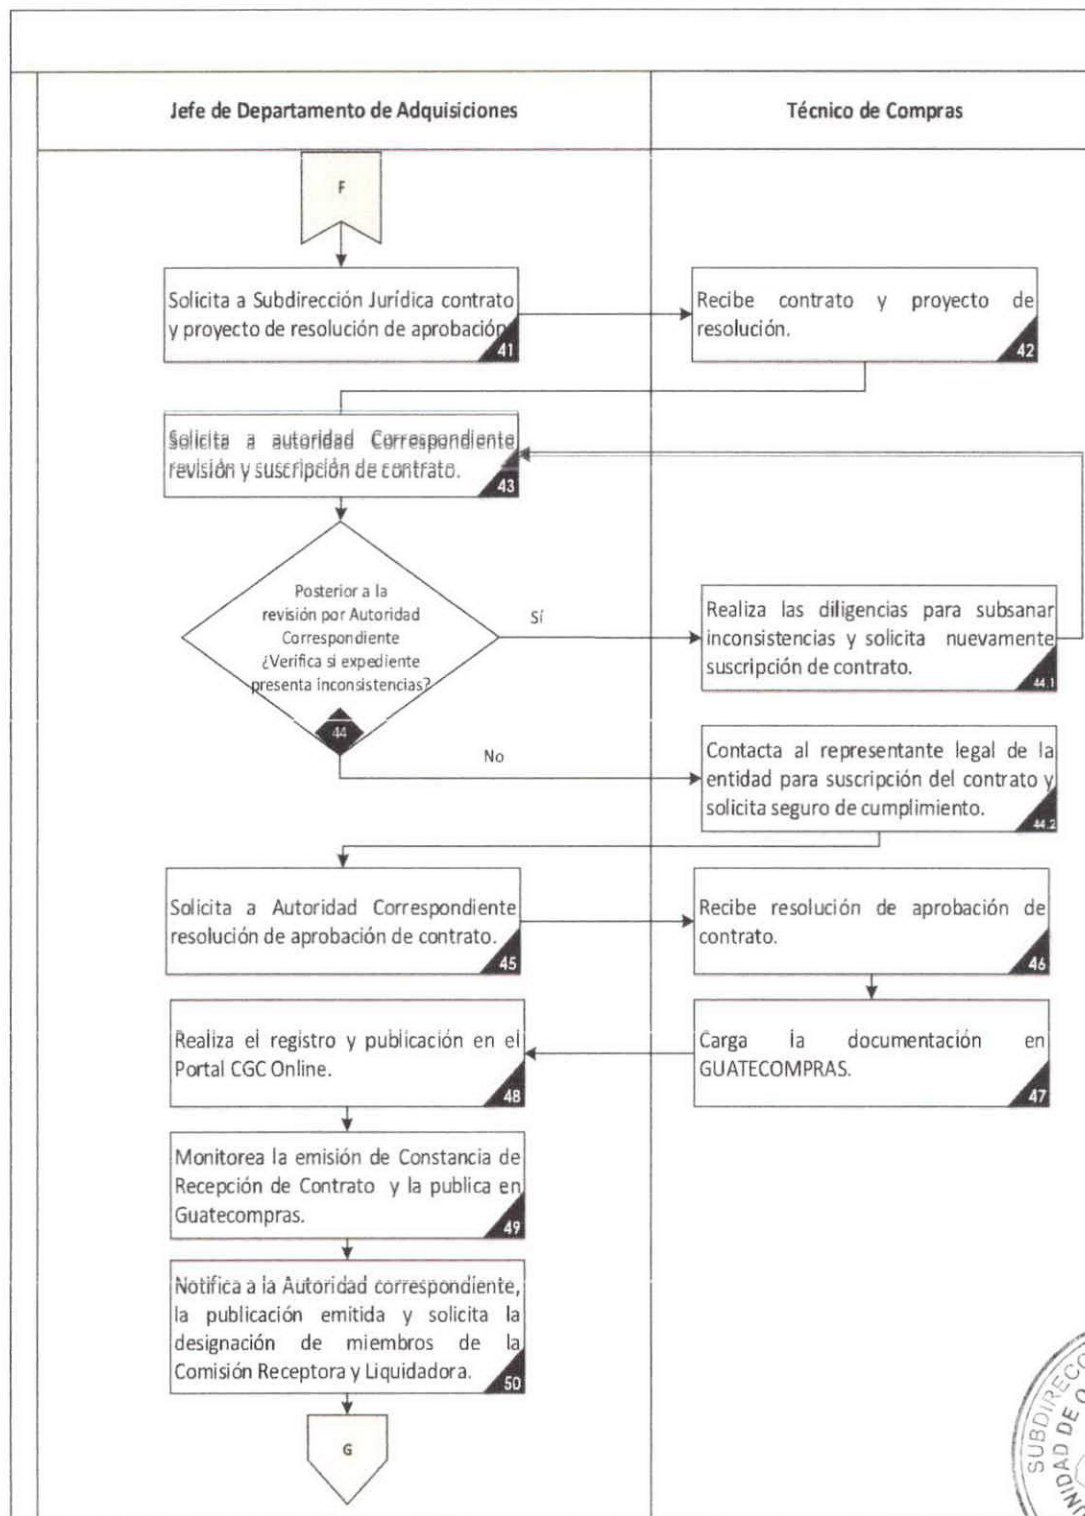 Jefe de Departamento de Adquisiciones
Técnico de Compras
F
Solicita a Subdirección Jurídica contrato
y proyecto de resolución de aprobación.
41
Recibe contrato y proyecto de
resolución.
42
Solicita a autoridad Correspondiente
revisión y suscripción de contrato.
43
Posterior a la
revisión por Autoridad
Correspondiente
¿Verifica si expediente
presenta inconsistencias?
44
Sí
Realiza las diligencias para subsanar
inconsistencias y solicita nuevamente
suscripción de contrato.
44.1
No
Contacta al representante legal de la
entidad para suscripción del contrato y
solicita seguro de cumplimiento.
44.2
Solicita a Autoridad Correspondiente
resolución de aprobación de contrato.
45
Recibe resolución de aprobación de
contrato.
46
Realiza el registro y publicación en el
Portal CGC Online.
48
Carga la documentación en
GUATECOMPRAS.
47
Monitorea la emisión de Constancia de
Recepción de Contrato y la publica en
Guatecompras.
49
Notifica a la Autoridad correspondiente,
la publicación emitida y solicita la
designación de miembros de la
Comisión Receptora y Liquidadora.
50
G
SUBDIRECCO
UNIDAD DE O